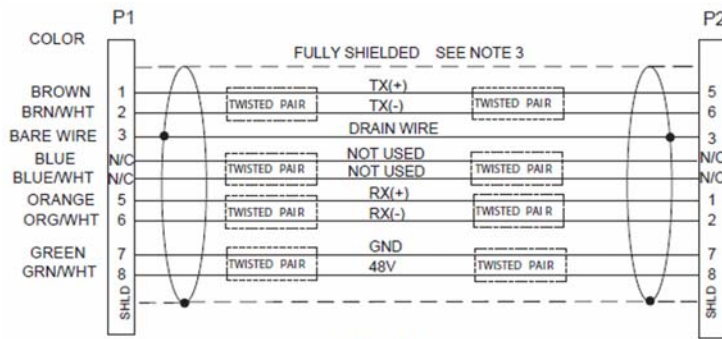 P1 P2
COLOR
FULLY SHIELDED SEE NOTE 3
BROWN 1 TX(+) 5
TWISTED PAIR TWISTED PAIR
BRN/WHT 2 TX(-) 6
BARE WIRE 3 DRAIN WIRE 3
BLUE N/C NOT USED N/C
TWISTED PAIR TWISTED PAIR
BLUE/WHT N/C NOT USED N/C
ORANGE 5 RX(+) 1
TWISTED PAIR TWISTED PAIR
ORG/WHT 6 RX(-) 2
GREEN 7 GND 7
TWISTED PAIR TWISTED PAIR
GRN/WHT 8 48V 8
SHLD SHLD